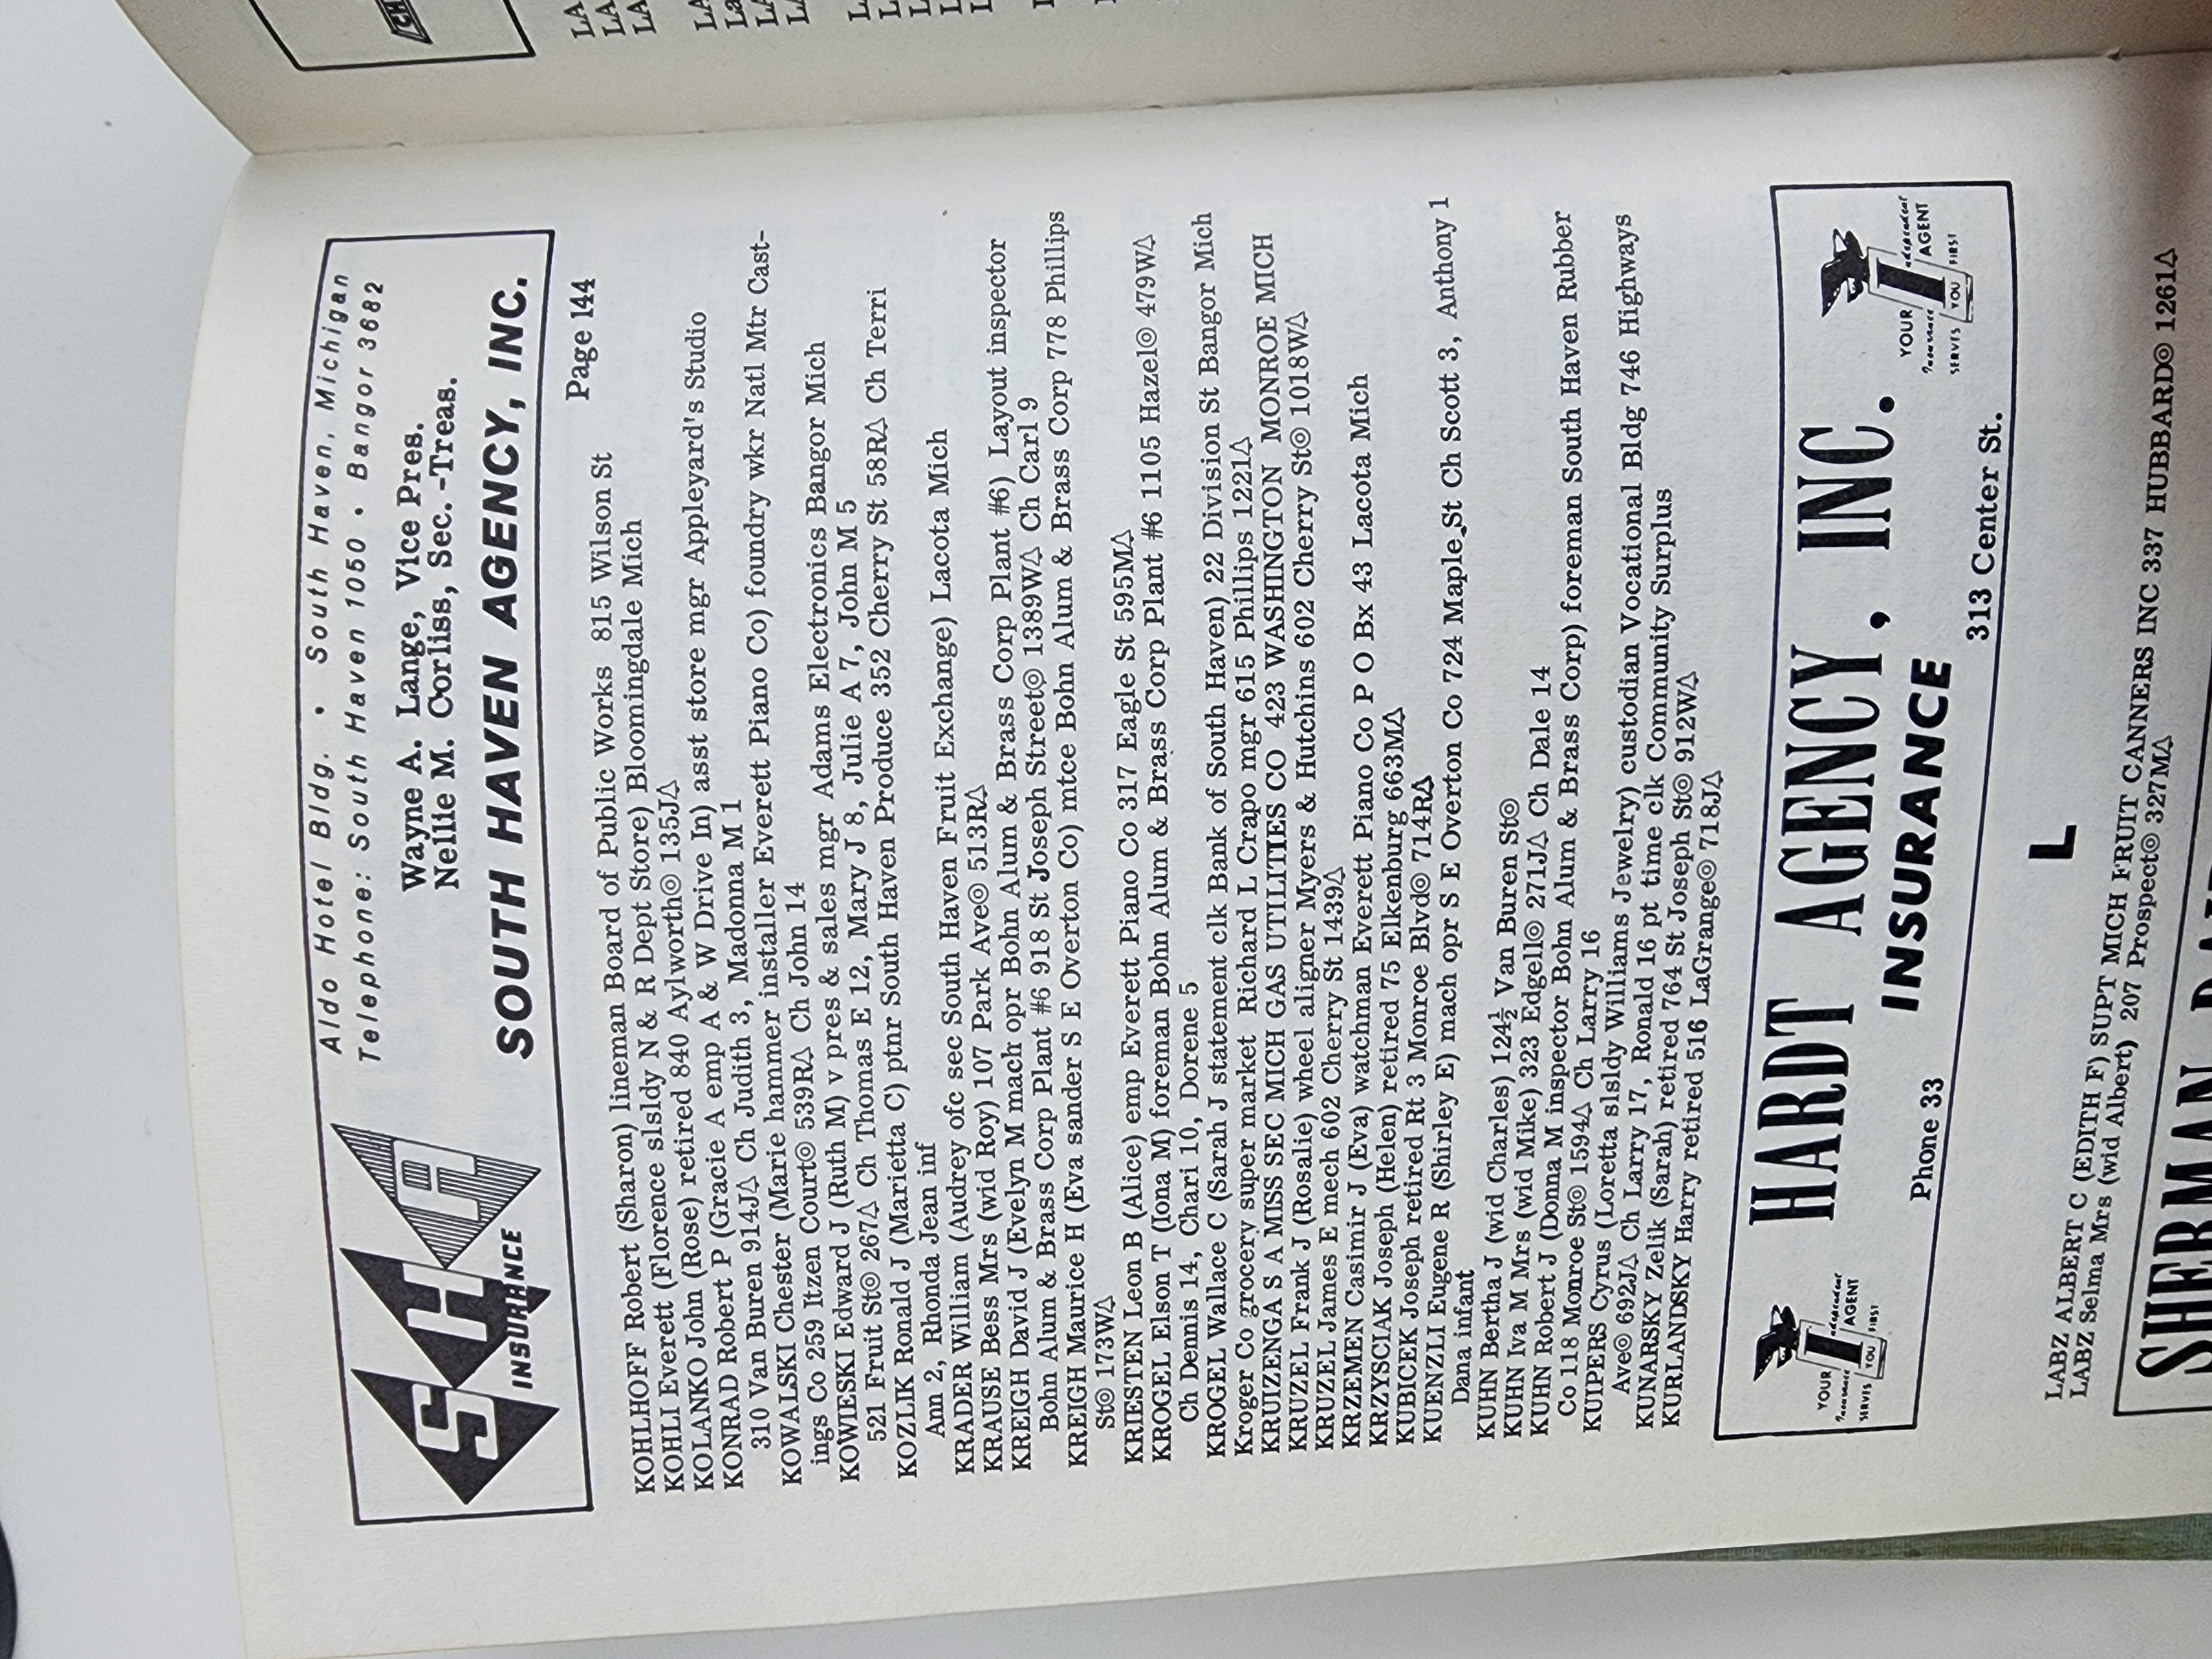 Aldo Hotel Bldg. • South Haven, Michigan
Telephone: South Haven 1050 • Bangor 3682
Wayne A. Lange, Vice Pres.
Nellie M. Corliss, Sec.-Treas.
SHA
INSURANCE
SOUTH HAVEN AGENCY, INC.
Page 144
KOHLHOFF Robert (Sharon) lineman Board of Public Works 815 Wilson St
KOHLI Everett (Florence slsldy N & R Dept Store) Bloomingdale Mich
KOLANKO John (Rose) retired 840 Aylworth⌾ 135J△
KONRAD Robert P (Gracie A emp A & W Drive In) asst store mgr Appleyard's Studio
310 Van Buren 914J△ Ch Judith 3, Madonna M 1
KOWALSKI Chester (Marie hammer installer Everett Piano Co) foundry wkr Natl Mtr Cast-
ings Co 259 Itzen Court⌾ 539R△ Ch John 14
KOWIESKI Edward J (Ruth M) v pres & sales mgr Adams Electronics Bangor Mich
521 Fruit St⌾ 267△ Ch Thomas E 12, Mary J 8, Julie A 7, John M 5
KOZLIK Ronald J (Marietta C) ptnr South Haven Produce 352 Cherry St 58R△ Ch Terri
Ann 2, Rhonda Jean inf
KRADER William (Audrey ofc sec South Haven Fruit Exchange) Lacota Mich
KRAUSE Bess Mrs (wid Roy) 107 Park Ave⌾ 513R△
KREIGH David J (Evelyn M mach opr Bohn Alum & Brass Corp Plant #6) Layout inspector
Bohn Alum & Brass Corp Plant #6 918 St Joseph Street⌾ 1389W△ Ch Carl 9
KREIGH Maurice H (Eva sander S E Overton Co) mtce Bohn Alum & Brass Corp 778 Phillips
St⌾ 173W△
KRIESTEN Leon B (Alice) emp Everett Piano Co 317 Eagle St 595M△
KROGEL Elson T (Iona M) foreman Bohn Alum & Brass Corp Plant #6 1105 Hazel⌾ 479W△
Ch Dennis 14, Chari 10, Dorene 5
KROGEL Wallace C (Sarah J statement clk Bank of South Haven) 22 Division St Bangor Mich
Kroger Co grocery super market Richard L Crapo mgr 615 Phillips 1221△
KRUIZENGA S A MISS SEC MICH GAS UTILITIES CO 423 WASHINGTON MONROE MICH
KRUZEL Frank J (Rosalie) wheel aligner Myers & Hutchins 602 Cherry St⌾ 1018W△
KRUZEL James E mech 602 Cherry St 1439△
KRZEMEN Casimir J (Eva) watchman Everett Piano Co P O Bx 43 Lacota Mich
KRZYSCIAK Joseph (Helen) retired 75 Elkenburg 663M△
KUBICEK Joseph retired Rt 3 Monroe Blvd⌾ 714R△
KUENZLI Eugene R (Shirley E) mach opr S E Overton Co 724 Maple St Ch Scott 3, Anthony 1
Dana infant
KUHN Bertha J (wid Charles) 124½ Van Buren St⌾
KUHN Iva M Mrs (wid Mike) 323 Edgell⌾ 271J△ Ch Dale 14
KUHN Robert J (Donna M inspector Bohn Alum & Brass Corp) foreman South Haven Rubber
Co 118 Monroe St⌾ 1594△ Ch Larry 16
KUIPERS Cyrus (Loretta slsldy Williams Jewelry) custodian Vocational Bldg 746 Highways
Ave⌾ 692J△ Ch Larry 17, Ronald 16 pt time clk Community Surplus
KUNARSKY Zelik (Sarah) retired 764 St Joseph St⌾ 912W△
KURLANDSKY Harry retired 516 LaGrange⌾ 718J△
YOUR Independent
Insurance AGENT
SERVES YOU FIRST
HARDT AGENCY, INC.
INSURANCE
Phone 33
313 Center St.
YOUR Independent
Insurance AGENT
SERVES YOU FIRST
L
LABZ ALBERT C (EDITH F) SUPT MICH FRUIT CANNERS INC 337 HUBBARD⌾ 1261△
LABZ Selma Mrs (wid Albert) 207 Prospect⌾ 327M△
SHERMAN